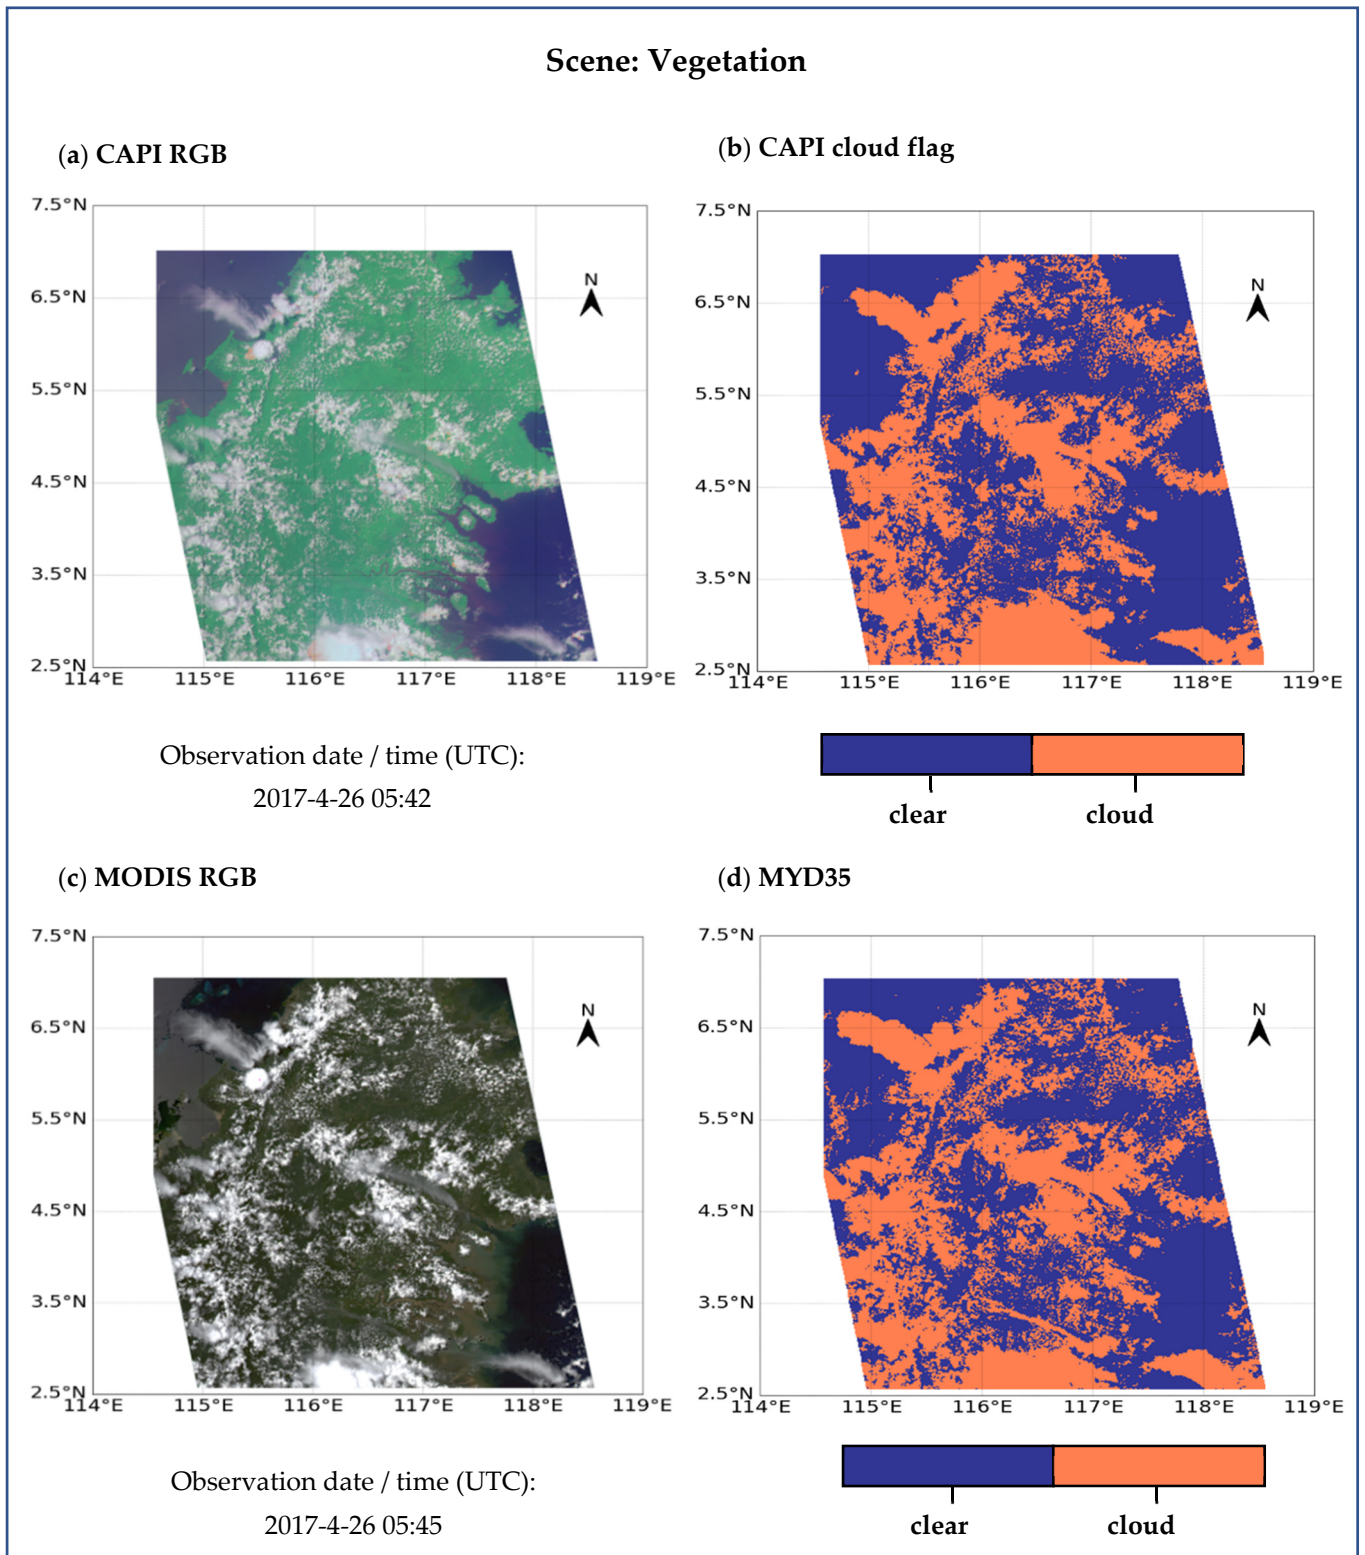 Scene: Vegetation
(a) CAPI RGB
(b) CAPI cloud flag
7.5°N
6.5°N
5.5°N
4.5°N
3.5°N
2.5°N
114°E 115°E 116°E 117°E 118°E 119°E
N
7.5°N
6.5°N
5.5°N
4.5°N
3.5°N
2.5°N
114°E 115°E 116°E 117°E 118°E 119°E
N
Observation date / time (UTC):
2017-4-26 05:42
clear cloud
(c) MODIS RGB
(d) MYD35
7.5°N
6.5°N
5.5°N
4.5°N
3.5°N
2.5°N
114°E 115°E 116°E 117°E 118°E 119°E
N
7.5°N
6.5°N
5.5°N
4.5°N
3.5°N
2.5°N
114°E 115°E 116°E 117°E 118°E 119°E
N
Observation date / time (UTC):
2017-4-26 05:45
clear cloud